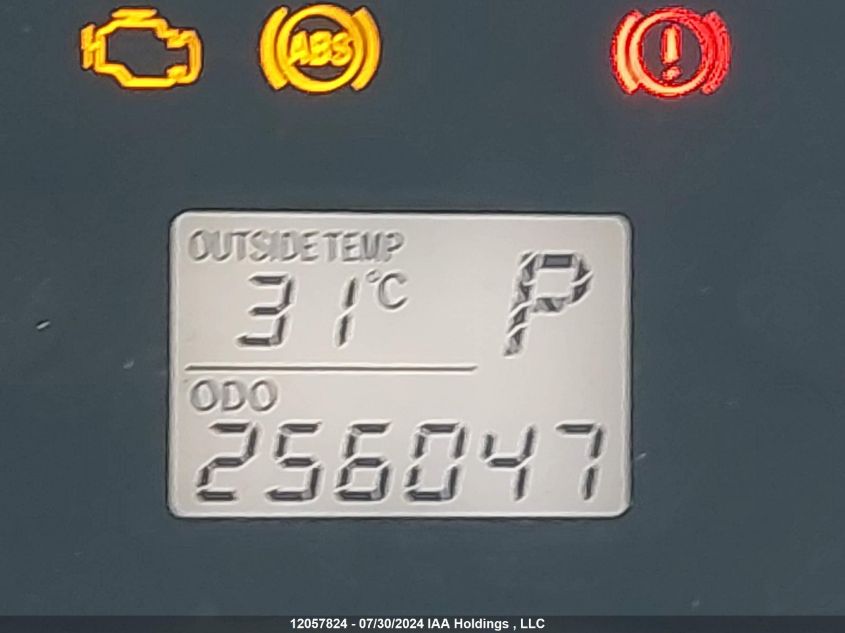 ABS
OUTSIDE TEMP
31°C P
ODO
256047
12057824 - 07/30/2024 IAA Holdings , LLC